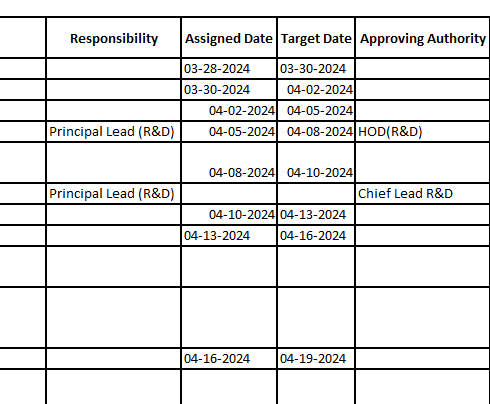 Responsibility Assigned Date Target Date Approving Authority
03-28-2024 03-30-2024
03-30-2024 04-02-2024
04-02-2024 04-05-2024
Principal Lead (R&D) 04-05-2024 04-08-2024 HOD(R&D)
04-08-2024 04-10-2024
Principal Lead (R&D) Chief Lead R&D
04-10-2024 04-13-2024
04-13-2024 04-16-2024
04-16-2024 04-19-2024